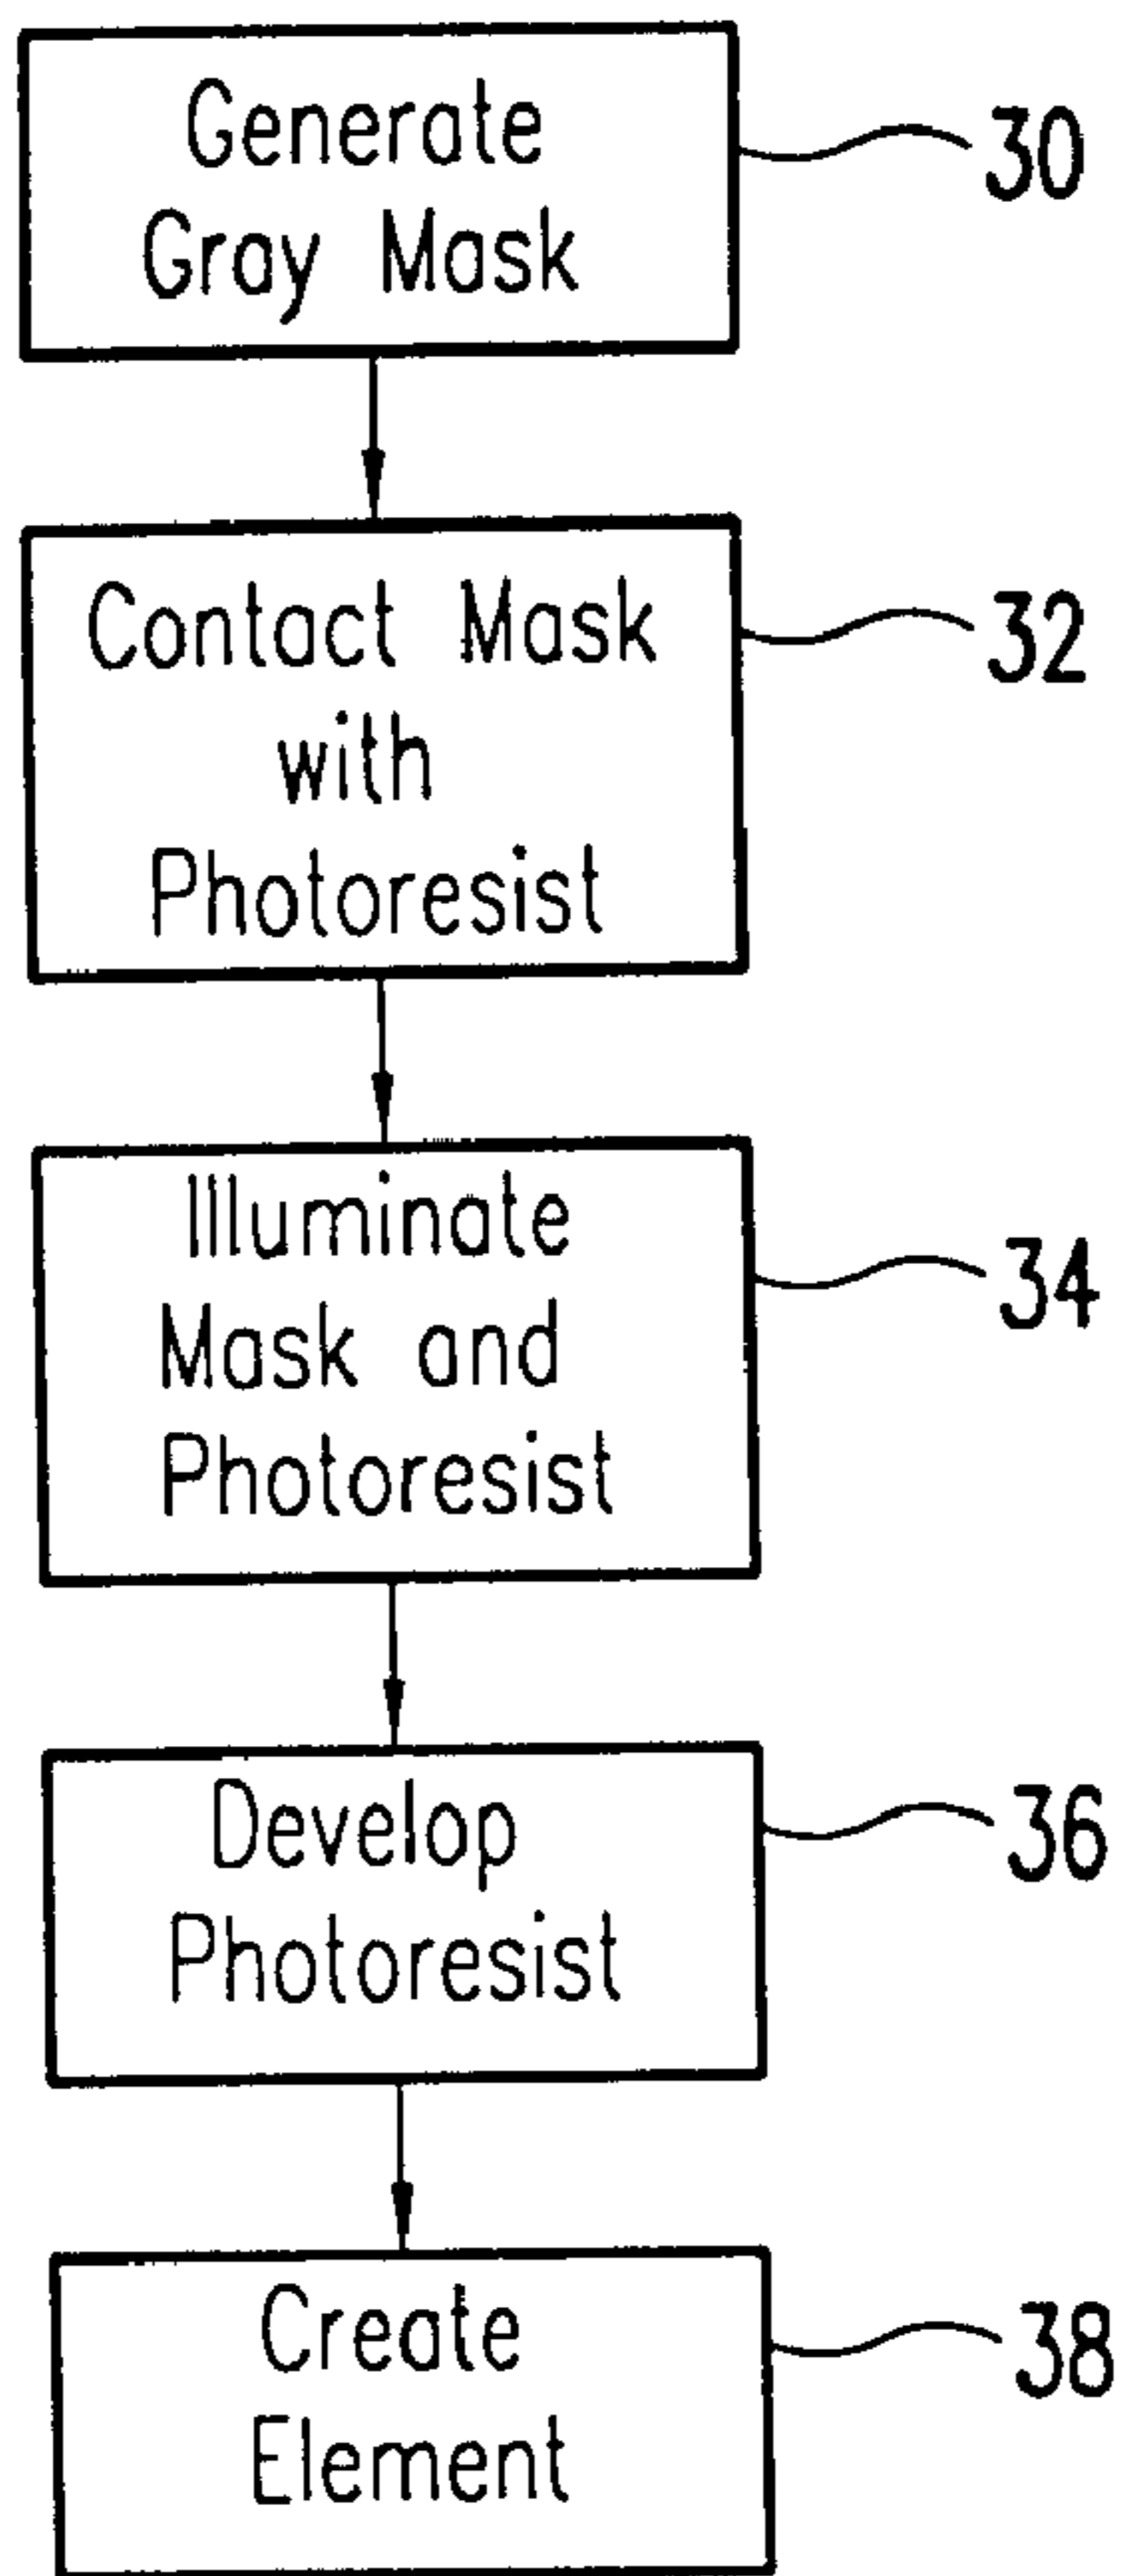 Generate
Gray Mask
30
Contact Mask
with
Photoresist
32
Illuminate
Mask and
Photoresist
34
Develop
Photoresist
36
Create
Element
38